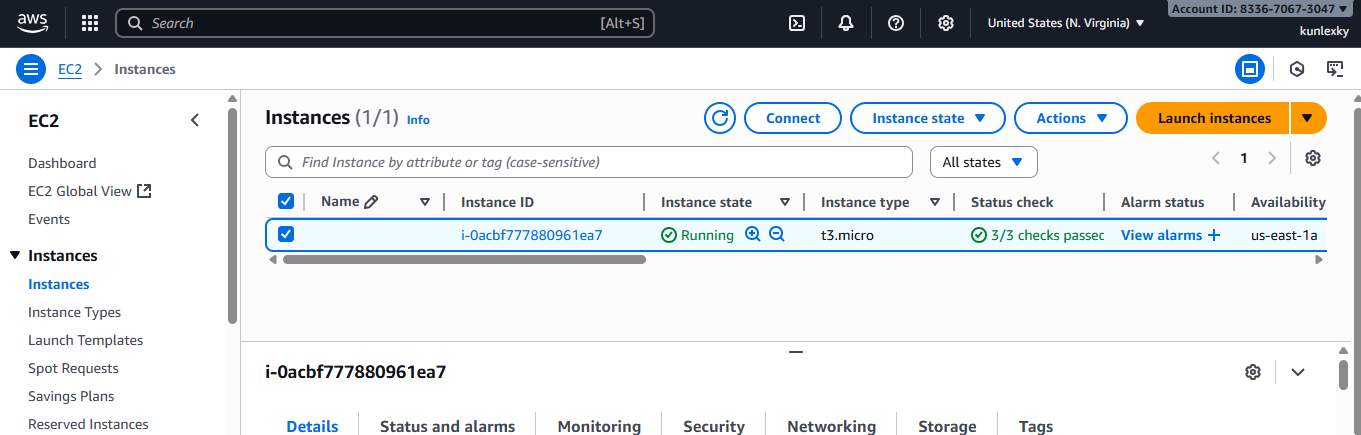 aws
Search [Alt+S]
United States (N. Virginia)
Account ID: 8336-7067-3047
kunlexky
EC2 Instances
EC2
Dashboard
EC2 Global View
Events
Instances
Instances
Instance Types
Launch Templates
Spot Requests
Savings Plans
Reserved Instances
Instances (1/1) Info
Connect Instance state Actions Launch instances
Find Instance by attribute or tag (case-sensitive) All states
1
Name Instance ID Instance state Instance type Status check Alarm status Availability
i-0acbf777880961ea7 Running t3.micro 3/3 checks passec View alarms + us-east-1a
i-0acbf777880961ea7
Details Status and alarms Monitoring Security Networking Storage Tags